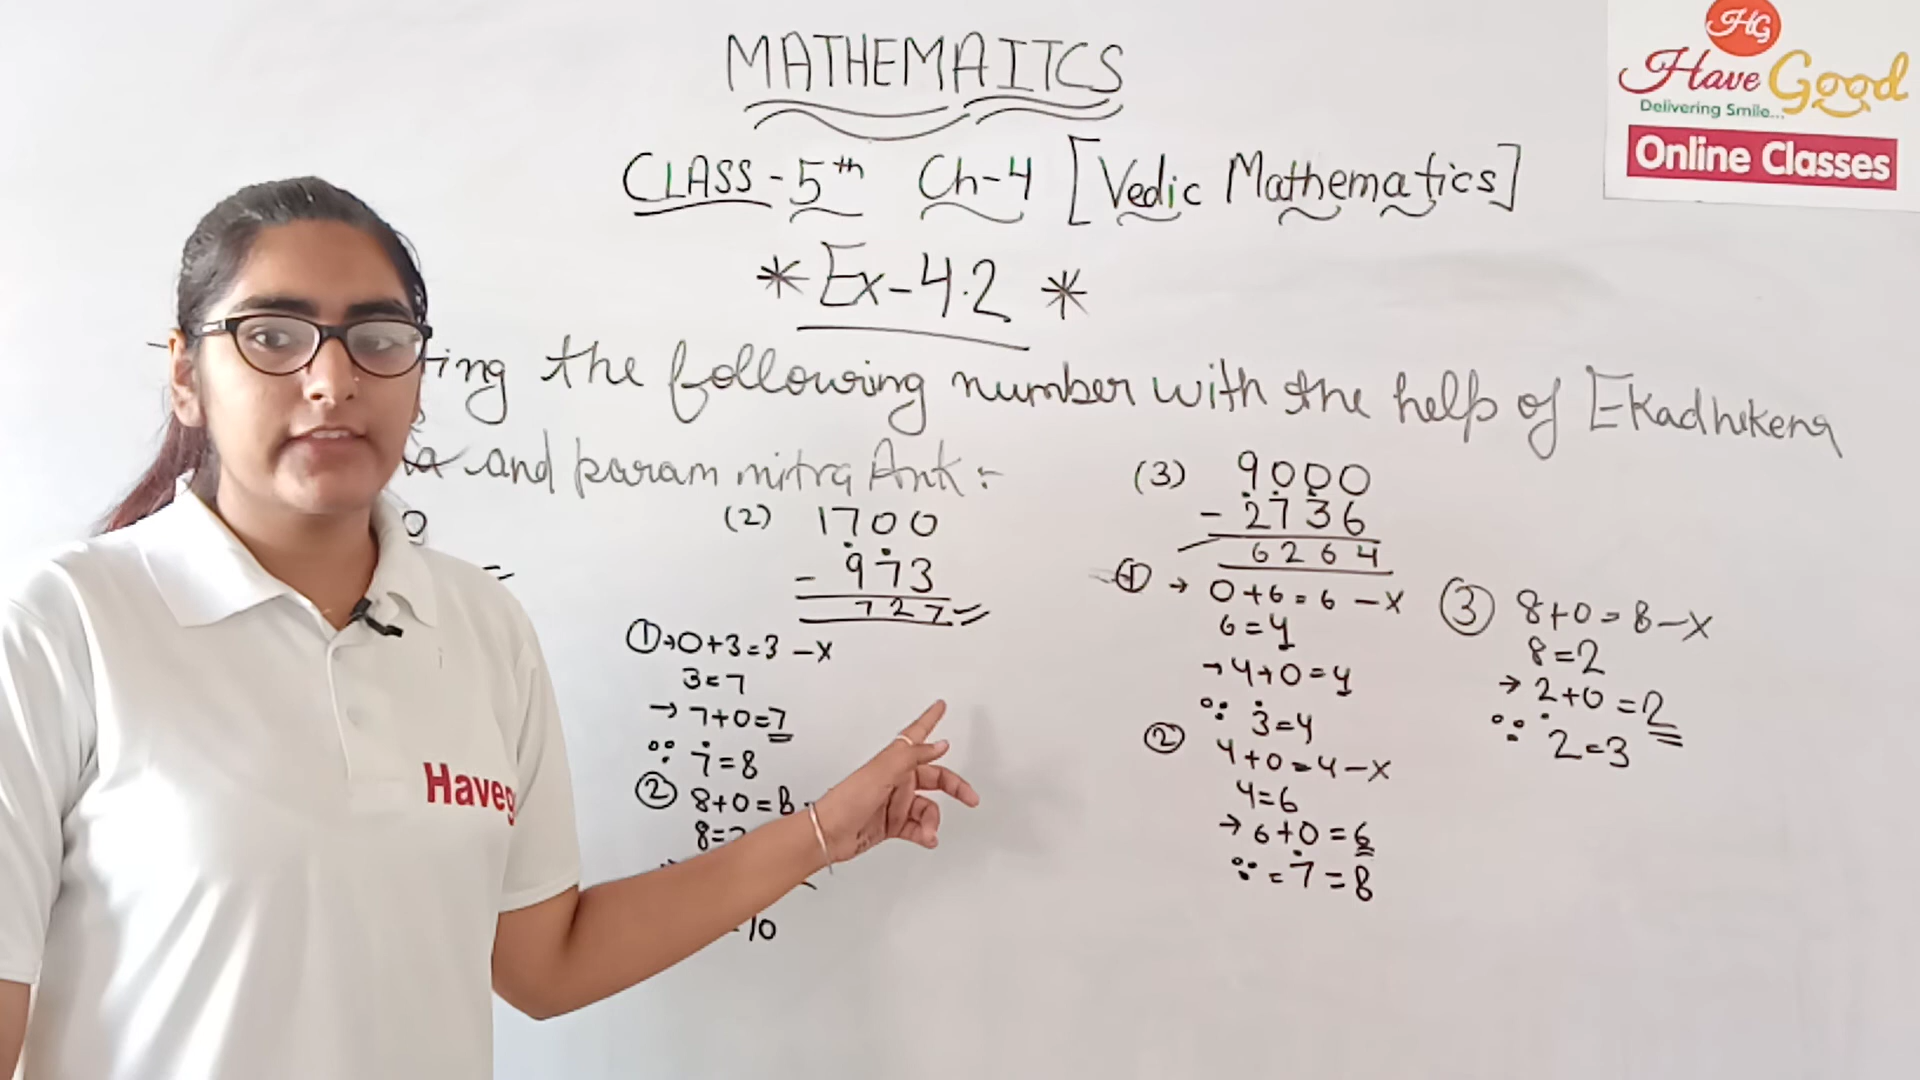 HG
Have Good
Delivering Smile...
Online Classes
MATHEMAITCS
CLASS-5th Ch-4 [Vedic Mathematics]
* Ex-4.2 *
ting the following number with the help of Ekadhikena
and param mitra Ank :-
(2) 1700
- 973
727
① → 0+3=3 -x
3=7
→ 7+0=7
∵ 7̇=8
② 8+0=8
8=
10
(3) 9000
- 2736
6264
① → 0+6=6 -x
6=4
→ 4+0=4
∵ 3̇=4
② 4+0=4-x
4=6
→ 6+0=6
∵ = 7̇=8
③ 8+0=8-x
8=2
→ 2+0=2
∵ 2̇=3
Haveg